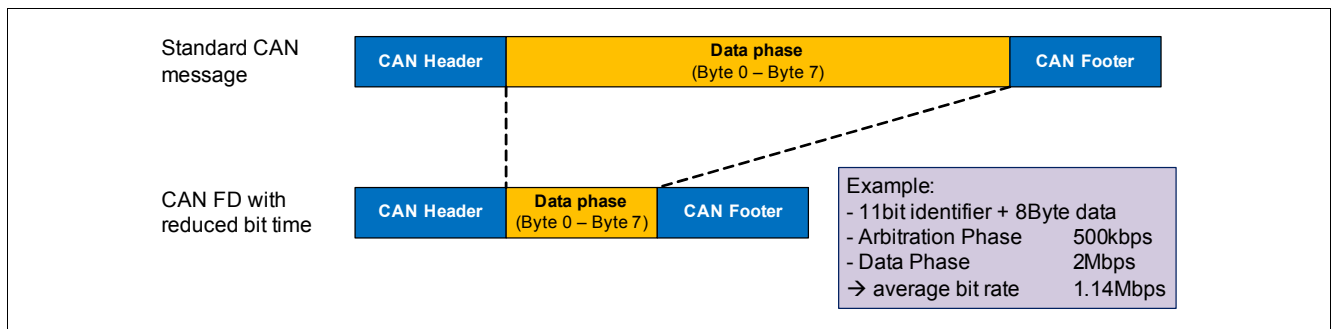 Standard CAN
message
CAN Header
Data phase
(Byte 0 – Byte 7)
CAN Footer
CAN FD with
reduced bit time
CAN Header
Data phase
(Byte 0 – Byte 7)
CAN Footer
Example:
- 11bit identifier + 8Byte data
- Arbitration Phase 500kbps
- Data Phase 2Mbps
→ average bit rate 1.14Mbps